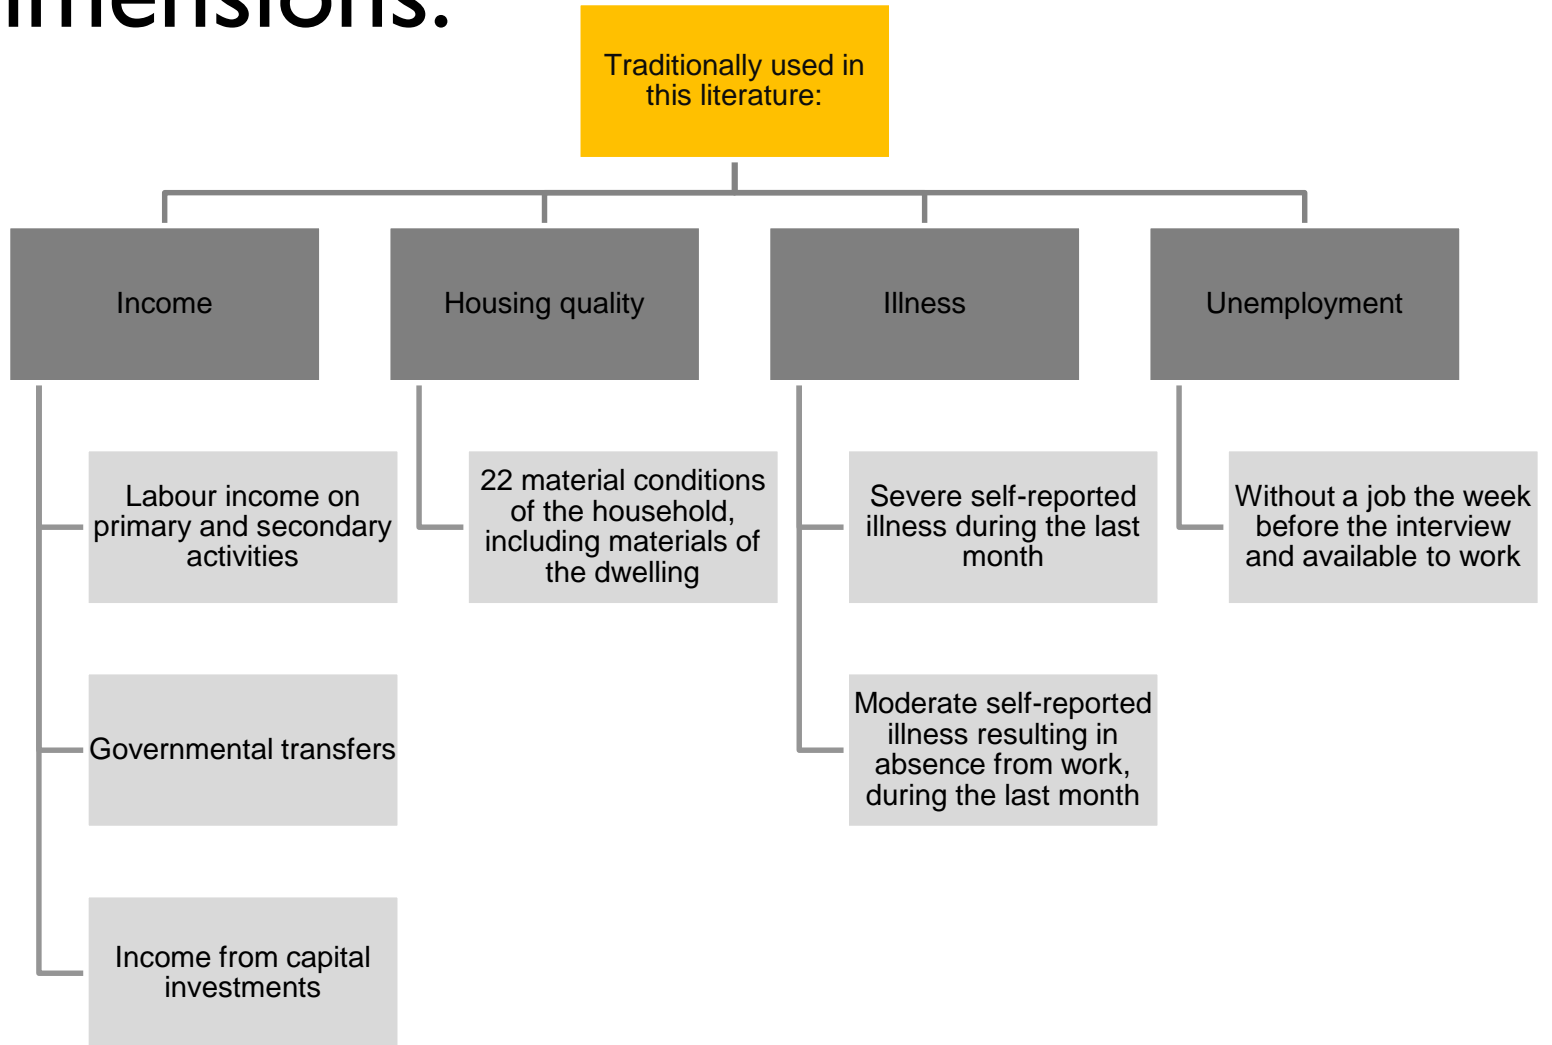 imensions:
Traditionally used in
this literature:
Income
Housing quality
Illness
Unemployment
Labour income on
primary and secondary
activities
22 material conditions
of the household,
including materials of
the dwelling
Severe self-reported
illness during the last
month
Without a job the week
before the interview
and available to work
Governmental transfers
Moderate self-reported
illness resulting in
absence from work,
during the last month
Income from capital
investments